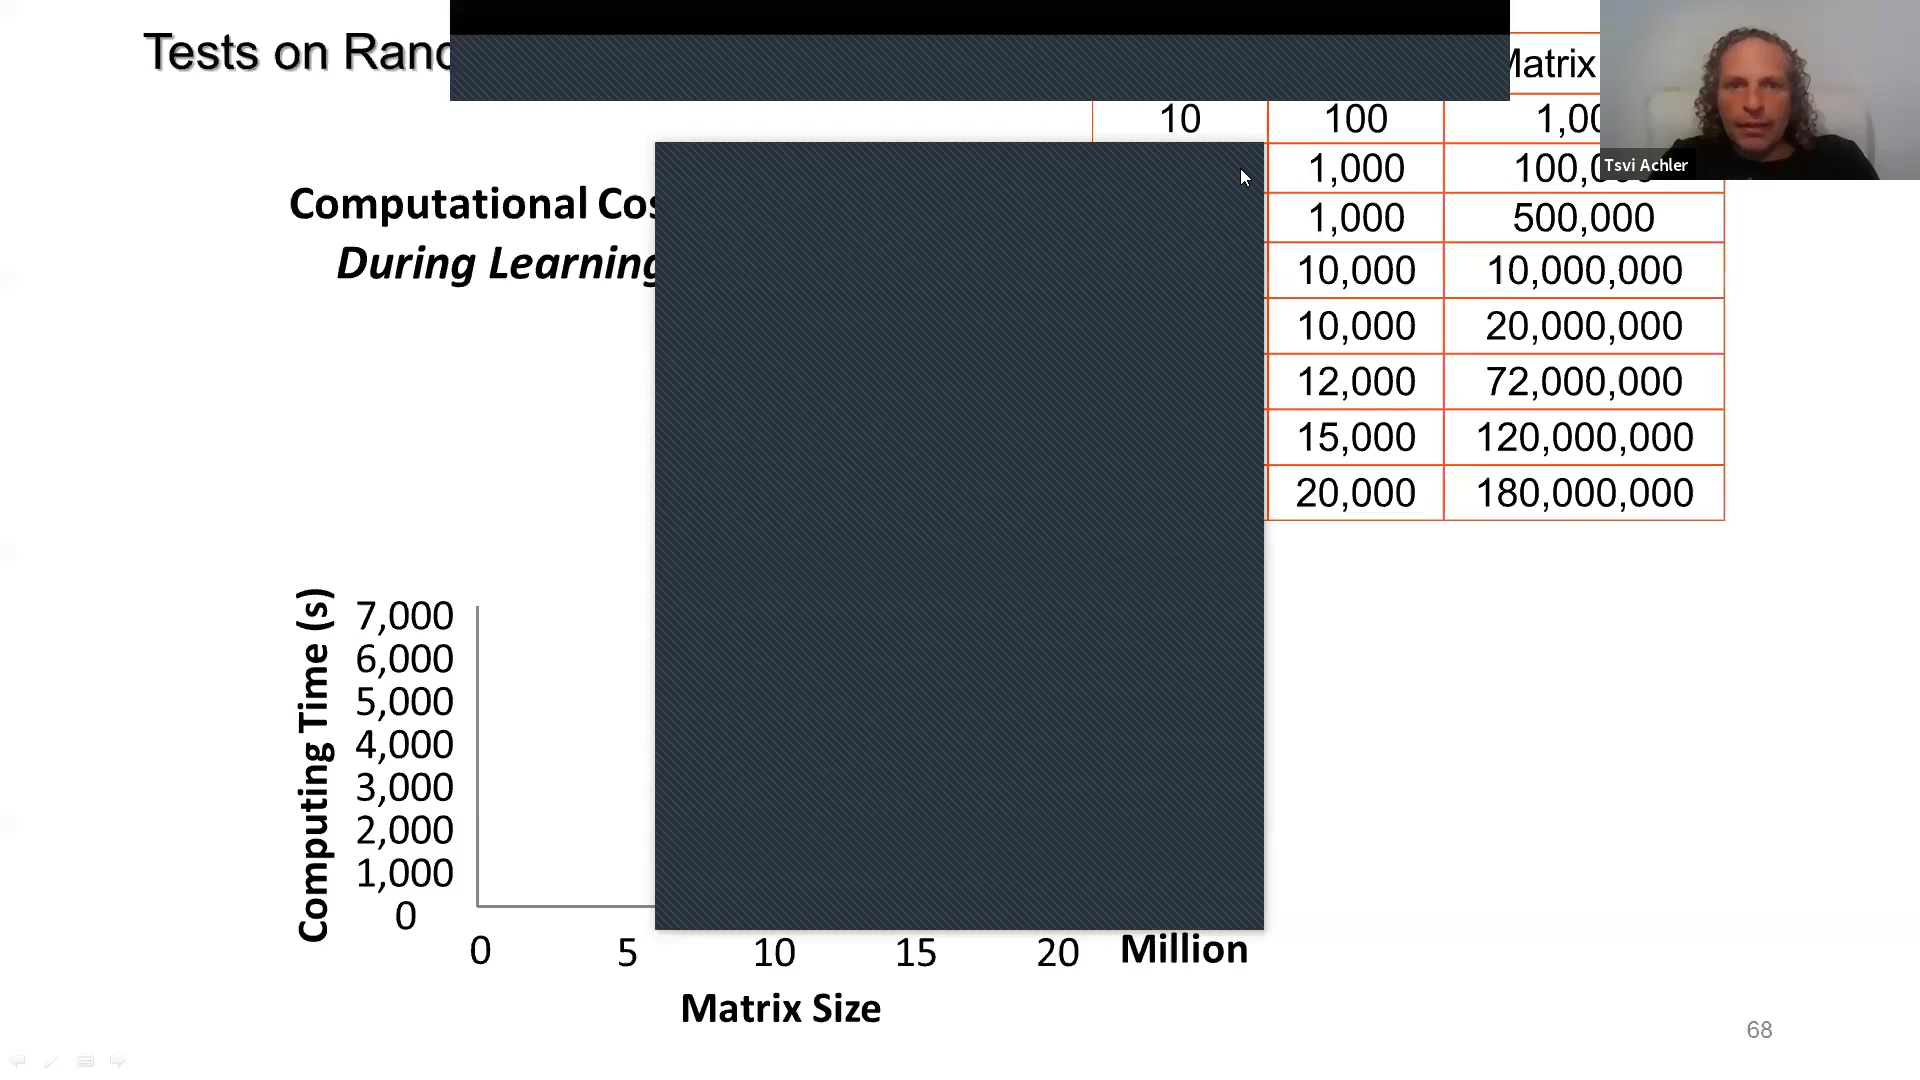 Tests on Ranc
Matrix
10 100 1,00
1,000 100,000
1,000 500,000
10,000 10,000,000
10,000 20,000,000
12,000 72,000,000
15,000 120,000,000
20,000 180,000,000
Tsvi Achler
Computational Cos
During Learning
Computing Time (s)
7,000
6,000
5,000
4,000
3,000
2,000
1,000
0
0 5 10 15 20 Million
Matrix Size
68